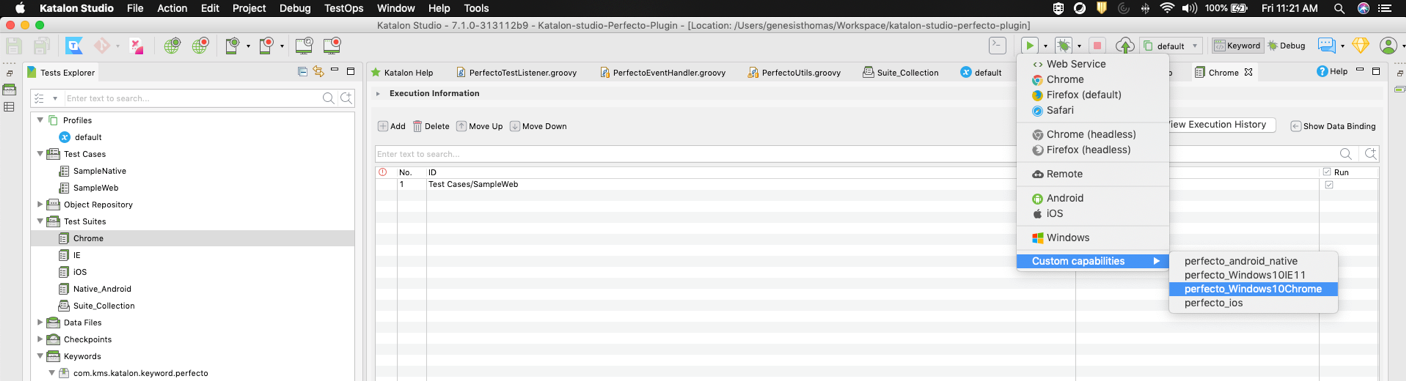 Katalon Studio File Action Edit Project Debug TestOps Window Help Tools 100% Fri 11:21 AM
Katalon Studio - 7.1.0-313112b9 - Katalon-studio-Perfecto-Plugin - [Location: /Users/genesisthomas/Workspace/katalon-studio-perfecto-plugin]
default Keyword Debug
Tests Explorer
Katalon Help PerfectoTestListener.groovy PerfectoEventHandler.groovy PerfectoUtils.groovy Suite_Collection default Chrome Help
Enter text to search...
Profiles
default
Test Cases
SampleNative
SampleWeb
Object Repository
Test Suites
Chrome
IE
iOS
Native_Android
Suite_Collection
Data Files
Checkpoints
Keywords
com.kms.katalon.keyword.perfecto
Execution Information
Add Delete Move Up Move Down
View Execution History Show Data Binding
Enter text to search...
No. ID Run
1 Test Cases/SampleWeb
Web Service
Chrome
Firefox (default)
Safari
Chrome (headless)
Firefox (headless)
Remote
Android
iOS
Windows
Custom capabilities
perfecto_android_native
perfecto_Windows10IE11
perfecto_Windows10Chrome
perfecto_ios